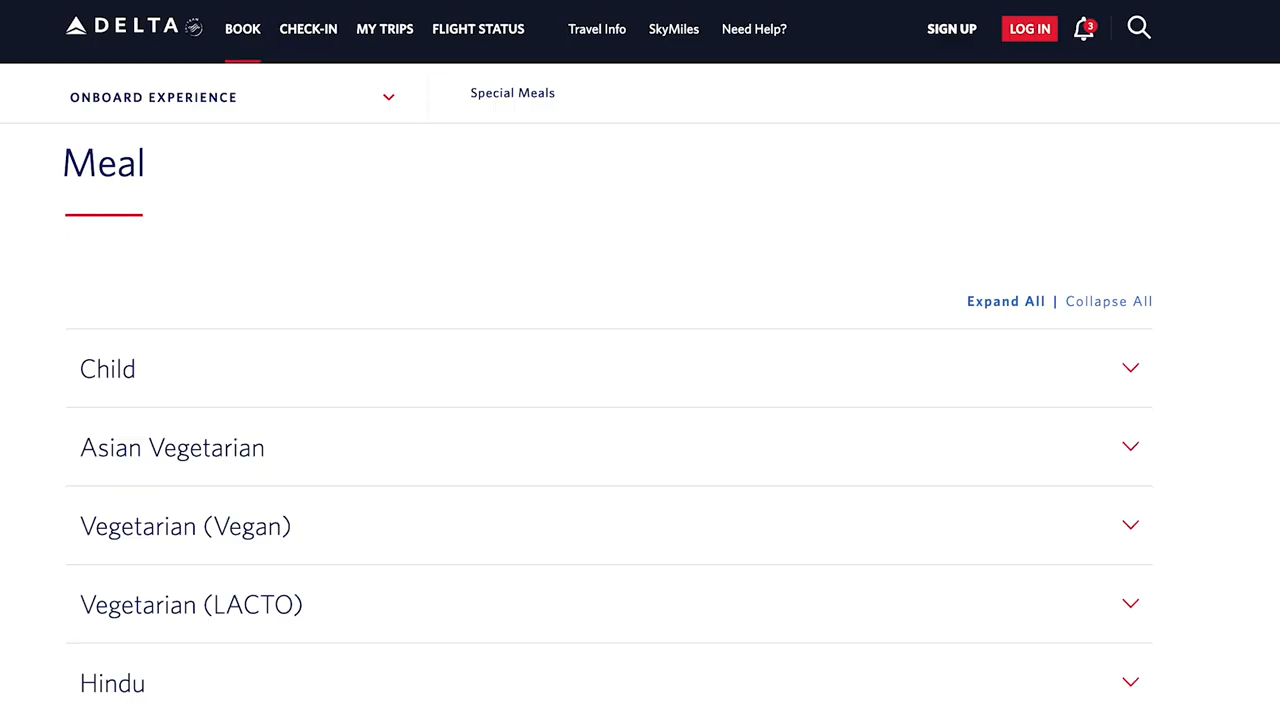 DELTA BOOK CHECK-IN MY TRIPS FLIGHT STATUS Travel Info SkyMiles Need Help? SIGN UP LOG IN 3
ONBOARD EXPERIENCE Special Meals
Meal
Expand All | Collapse All
Child
Asian Vegetarian
Vegetarian (Vegan)
Vegetarian (LACTO)
Hindu